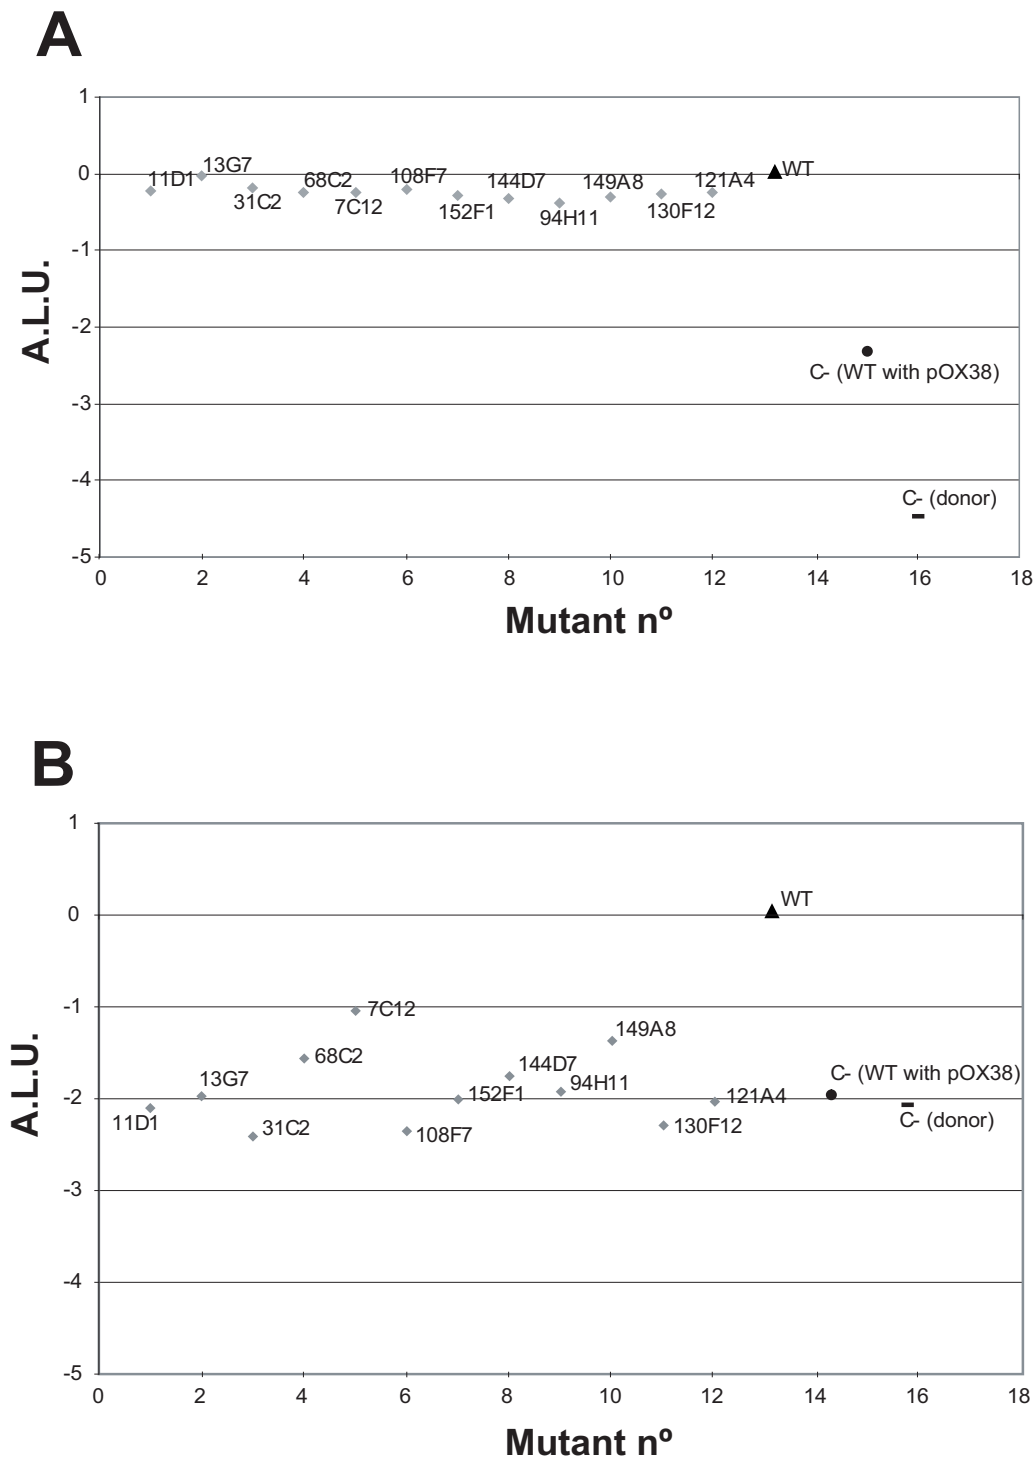 A
1
0
-1
-2
-3
-4
-5
A.L.U.
11D1
13G7
31C2
68C2
7C12
108F7
152F1
144D7
94H11
149A8
130F12
121A4
WT
C- (WT with pOX38)
C- (donor)
0 2 4 6 8 10 12 14 16 18
Mutant nº
B
1
0
-1
-2
-3
-4
-5
A.L.U.
11D1
13G7
31C2
68C2
7C12
108F7
152F1
144D7
94H11
149A8
130F12
121A4
WT
C- (WT with pOX38)
C- (donor)
0 2 4 6 8 10 12 14 16 18
Mutant nº